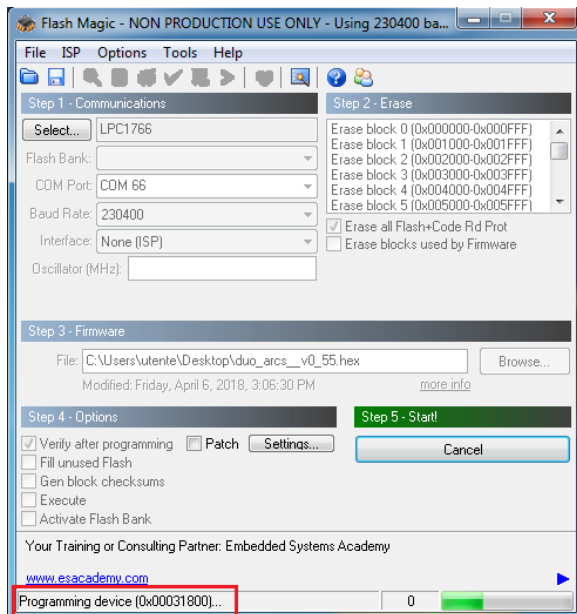 Flash Magic - NON PRODUCTION USE ONLY - Using 230400 ba...
File ISP Options Tools Help
Step 1 - Communications
Select... LPC1766
Flash Bank:
COM Port: COM 66
Baud Rate: 230400
Interface: None (ISP)
Oscillator (MHz):
Step 2 - Erase
Erase block 0 (0x000000-0x000FFF)
Erase block 1 (0x001000-0x001FFF)
Erase block 2 (0x002000-0x002FFF)
Erase block 3 (0x003000-0x003FFF)
Erase block 4 (0x004000-0x004FFF)
Erase block 5 (0x005000-0x005FFF)
Erase all Flash+Code Rd Prot
Erase blocks used by Firmware
Step 3 - Firmware
File: C:\Users\utente\Desktop\duo_arcs__v0_55.hex Browse...
Modified: Friday, April 6, 2018, 3:06:30 PM more info
Step 4 - Options
Verify after programming Patch Settings...
Fill unused Flash
Gen block checksums
Execute
Activate Flash Bank
Step 5 - Start!
Cancel
Your Training or Consulting Partner: Embedded Systems Academy
www.esacademy.com
Programming device (0x00031800)... 0